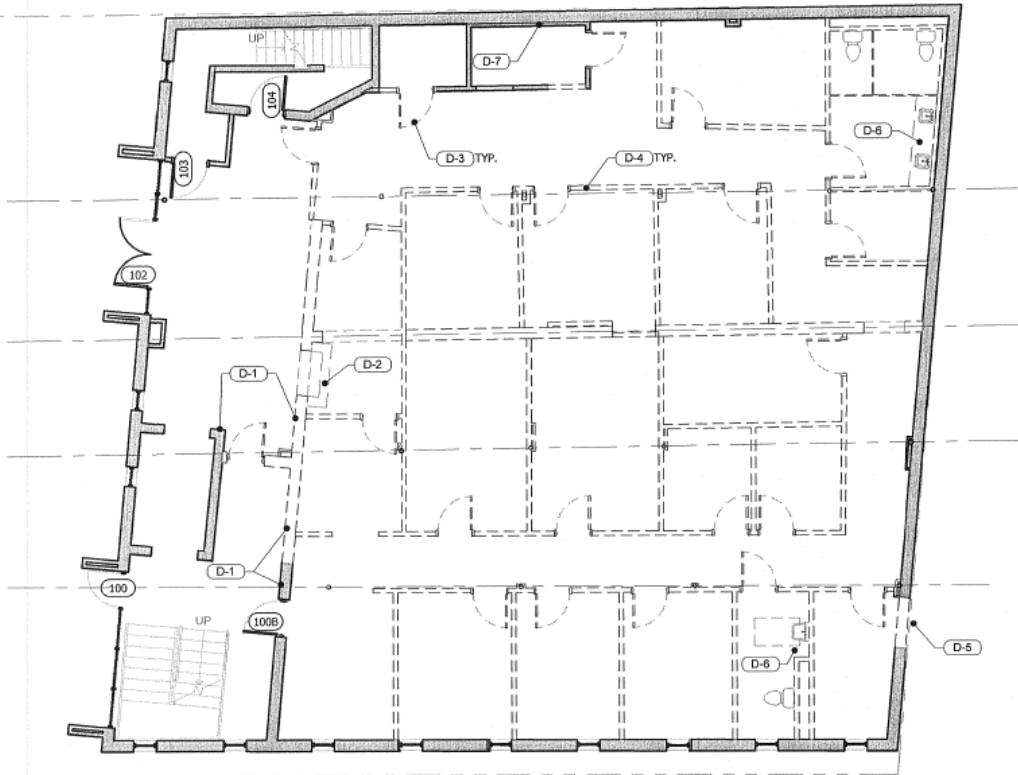 UP
D-7
104
D-3 TYP.
D-4 TYP.
D-6
103
102
D-1
D-2
D-1
100
100B
UP
D-6
D-5